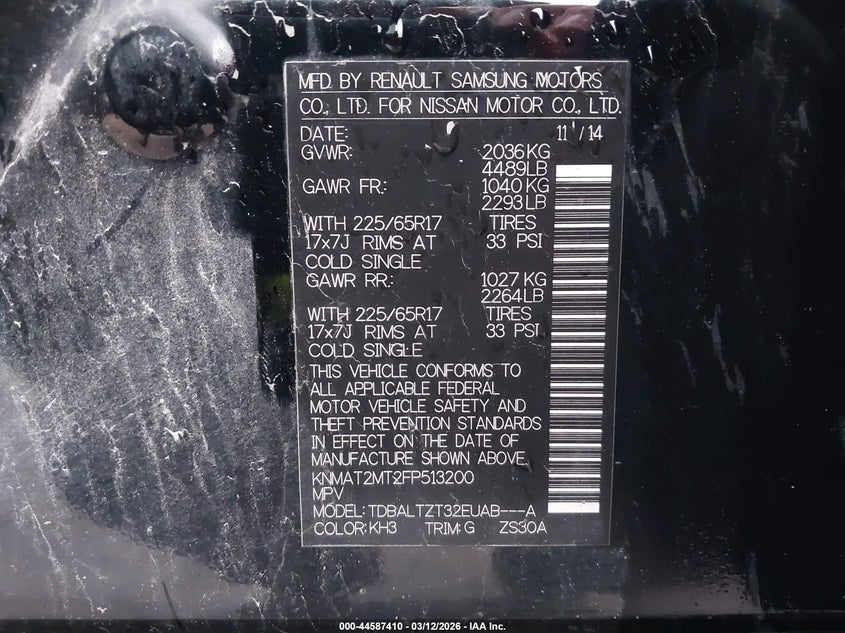 MFD BY RENAULT SAMSUNG MOTORS
CO., LTD. FOR NISSAN MOTOR CO., LTD.
DATE: 11 / 14
GVWR: 2036 KG
4489 LB
GAWR FR.: 1040 KG
2293 LB
WITH 225/65R17 TIRES
17x7J RIMS AT 33 PSI
COLD SINGLE
GAWR RR.: 1027 KG
2264 LB
WITH 225/65R17 TIRES
17x7J RIMS AT 33 PSI
COLD SINGLE
THIS VEHICLE CONFORMS TO
ALL APPLICABLE FEDERAL
MOTOR VEHICLE SAFETY AND
THEFT PREVENTION STANDARDS
IN EFFECT ON THE DATE OF
MANUFACTURE SHOWN ABOVE.
KNMAT2MT2FP513200
MPV
MODEL: TDBALTZT32EUAB---A
COLOR: KH3 TRIM: G ZS30A
000-44587410 - 03/12/2026 - IAA Inc.